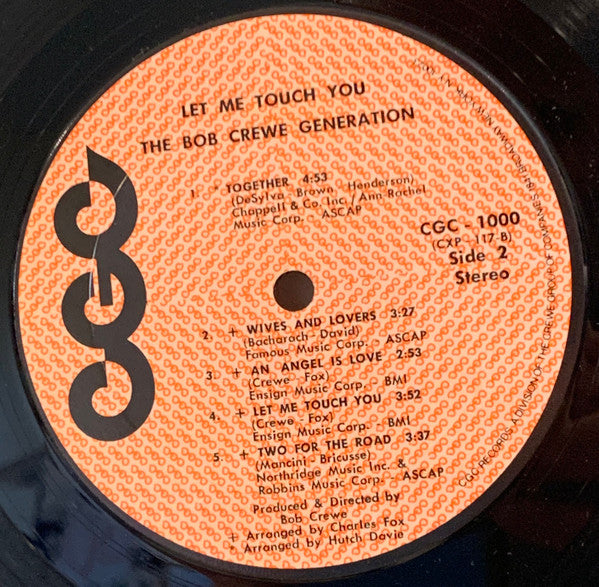 LET ME TOUCH YOU
THE BOB CREWE GENERATION
1. * TOGETHER 4:53
(DeSylva - Brown - Henderson)
Chappell & Co. Inc. / Ann-Rachel
Music Corp. - ASCAP
CGC - 1000
(CXP - 117-B)
Side 2
Stereo
2. + WIVES AND LOVERS 3:27
(Bacharach - David)
Famous Music Corp. - ASCAP
3. + AN ANGEL IS LOVE 2:53
(Crewe - Fox)
Ensign Music Corp. - BMI
4. + LET ME TOUCH YOU 3:52
(Crewe - Fox)
Ensign Music Corp. - BMI
5. + TWO FOR THE ROAD 3:37
(Mancini - Bricusse)
Northridge Music Inc. &
Robbins Music Corp. - ASCAP
Produced & Directed by
Bob Crewe
+ Arranged by Charles Fox
* Arranged by Hutch Davie
CGC
CGC RECORDS, A DIVISION OF THE CREWE GROUP OF COMPANIES, 1841 BROADWAY, NEW YORK, N.Y.